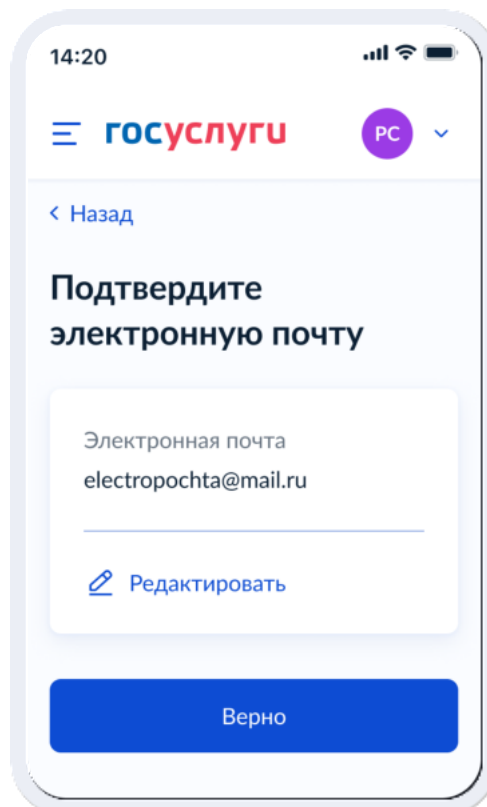 14:20
госуслуги
РС
Назад
Подтвердите
электронную почту
Электронная почта
electropochta@mail.ru
Редактировать
Верно